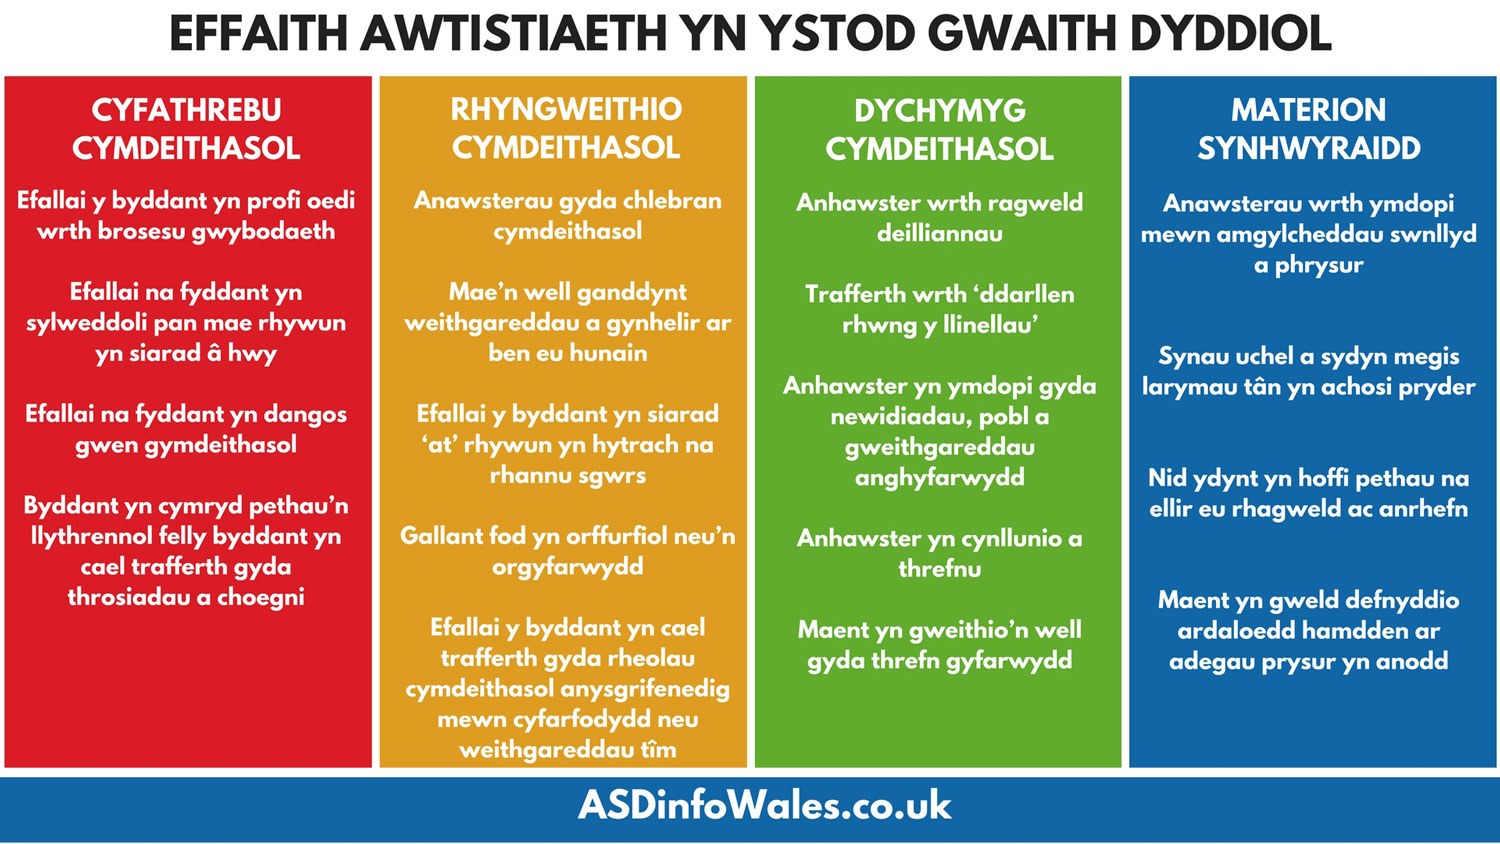 EFFAITH AWTISTIAETH YN YSTOD GWAITH DYDDIOL
CYFATHREBU
CYMDEITHASOL
Efallai y byddant yn profi oedi
wrth brosesu gwybodaeth
Efallai na fyddant yn
sylweddoli pan mae rhywun
yn siarad â hwy
Efallai na fyddant yn dangos
gwen gymdeithasol
Byddant yn cymryd pethau’n
llythrennol felly byddant yn
cael trafferth gyda
throsiadau a choegni
RHYNGWEITHIO
CYMDEITHASOL
Anawsterau gyda chlebran
cymdeithasol
Mae’n well ganddynt
weithgareddau a gynhelir ar
ben eu hunain
Efallai y byddant yn siarad
‘at’ rhywun yn hytrach na
rhannu sgwrs
Gallant fod yn orffurfiol neu’n
orgyfarwydd
Efallai y byddant yn cael
trafferth gyda rheolau
cymdeithasol anysgrifenedig
mewn cyfarfodydd neu
weithgareddau tîm
DYCHYMYG
CYMDEITHASOL
Anhawster wrth ragweld
deilliannau
Trafferth wrth ‘ddarllen
rhwng y llinellau’
Anhawster yn ymdopi gyda
newidiadau, pobl a
gweithgareddau
anghyfarwydd
Anhawster yn cynllunio a
threfnu
Maent yn gweithio’n well
gyda threfn gyfarwydd
MATERION
SYNHWYRAIDD
Anawsterau wrth ymdopi
mewn amgylcheddau swnllyd
a phrysur
Synau uchel a sydyn megis
larymau tân yn achosi pryder
Nid ydynt yn hoffi pethau na
ellir eu rhagweld ac anrhefn
Maent yn gweld defnyddio
ardaloedd hamdden ar
adegau prysur yn anodd
ASDinfoWales.co.uk